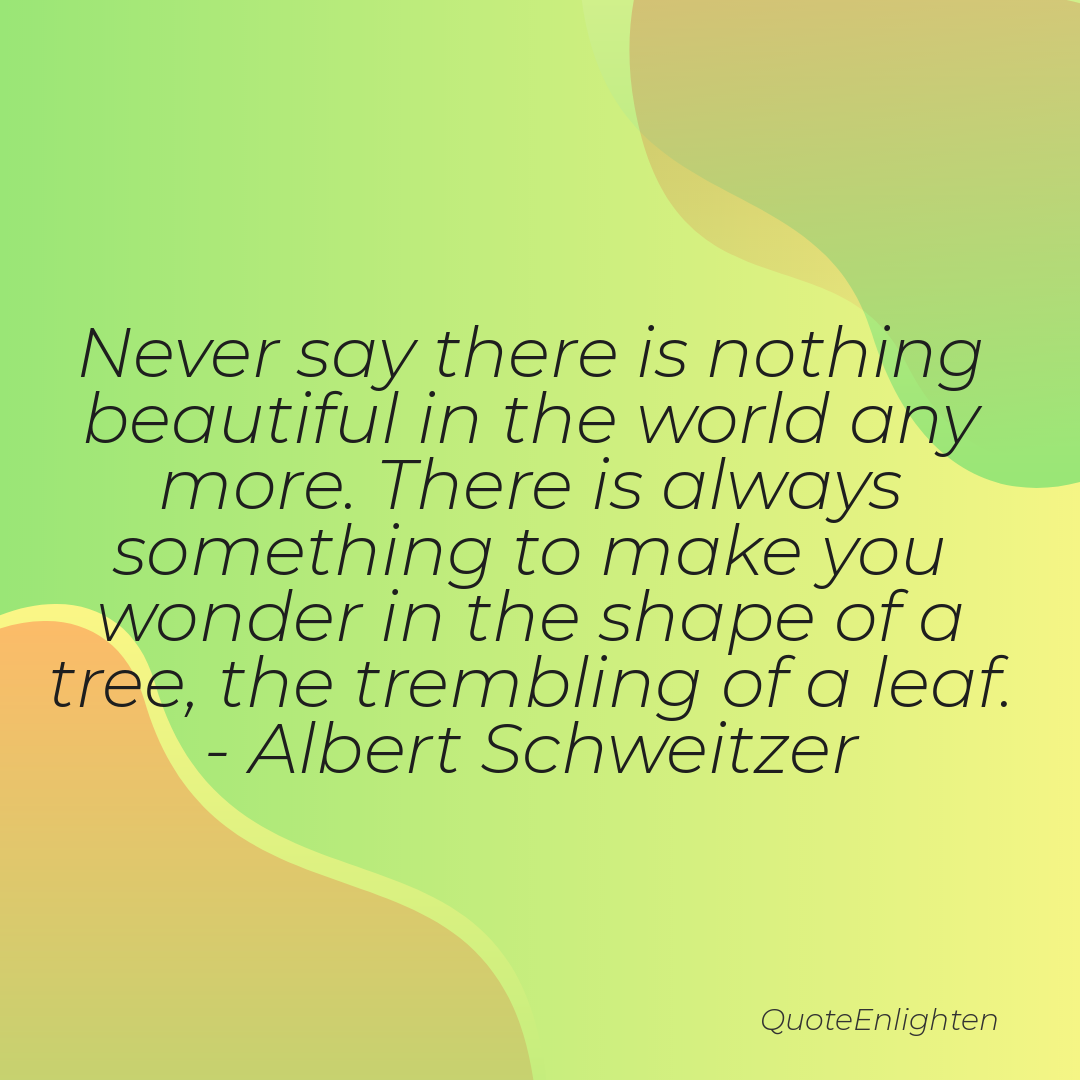 Never say there is nothing
beautiful in the world any
more. There is always
something to make you
wonder in the shape of a
tree, the trembling of a leaf.
- Albert Schweitzer
QuoteEnlighten